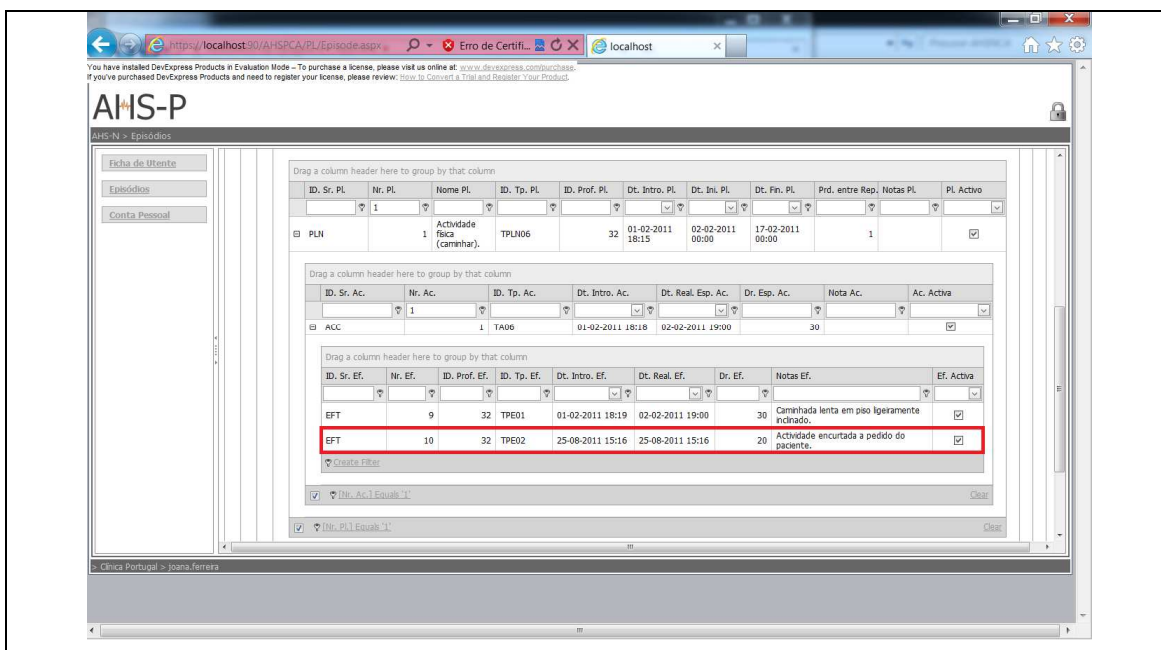 https://localhost:90/AHSPCA/PL/Episode.aspx
Erro de Certifi...
localhost
You have installed DevExpress Products in Evaluation Mode – To purchase a license, please visit us online at: www.devexpress.com/purchase.
If you've purchased DevExpress Products and need to register your license, please review: How to Convert a Trial and Register Your Product.
AHS-P
AHS-N > Episódios
Ficha de Utente
Episódios
Conta Pessoal
Drag a column header here to group by that column
ID. Sr. Pl. Nr. Pl. Nome Pl. ID. Tp. Pl. ID. Prof. Pl. Dt. Intro. Pl. Dt. Ini. Pl. Dt. Fin. Pl. Prd. entre Rep. Notas Pl. Pl. Activo
1
PLN 1 Actividade física (caminhar). TPLN06 32 01-02-2011 18:15 02-02-2011 00:00 17-02-2011 00:00 1
Drag a column header here to group by that column
ID. Sr. Ac. Nr. Ac. ID. Tp. Ac. Dt. Intro. Ac. Dt. Real. Esp. Ac. Dr. Esp. Ac. Nota Ac. Ac. Activa
1
ACC 1 TA06 01-02-2011 18:18 02-02-2011 19:00 30
Drag a column header here to group by that column
ID. Sr. Ef. Nr. Ef. ID. Prof. Ef. ID. Tp. Ef. Dt. Intro. Ef. Dt. Real. Ef. Dr. Ef. Notas Ef. Ef. Activa
EFT 9 32 TPE01 01-02-2011 18:19 02-02-2011 19:00 30 Caminhada lenta em piso ligeiramente inclinado.
EFT 10 32 TPE02 25-08-2011 15:16 25-08-2011 15:16 20 Actividade encurtada a pedido do paciente.
Create Filter
[Nr. Ac.] Equals '1' Clear
[Nr. Pl.] Equals '1' Clear
> Clínica Portugal > joana.ferreira